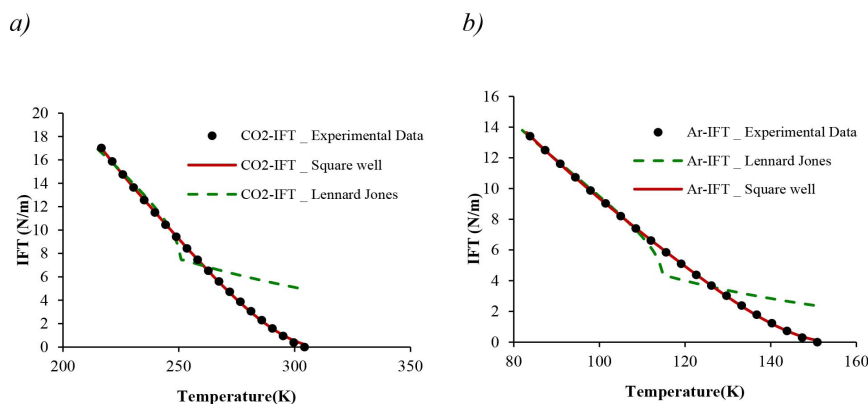 a)
b)
20
18
16
14
12
10
8
6
4
2
0
IFT (N/m)
CO2-IFT _ Experimental Data
CO2-IFT _ Square well
CO2-IFT _ Lennard Jones
200
250
300
350
Temperature(K)
16
14
12
10
8
6
4
2
0
IFT (N/m)
Ar-IFT _ Experimental Data
Ar-IFT _ Lennard Jones
Ar-IFT _ Square well
80
100
120
140
160
Temperature(K)